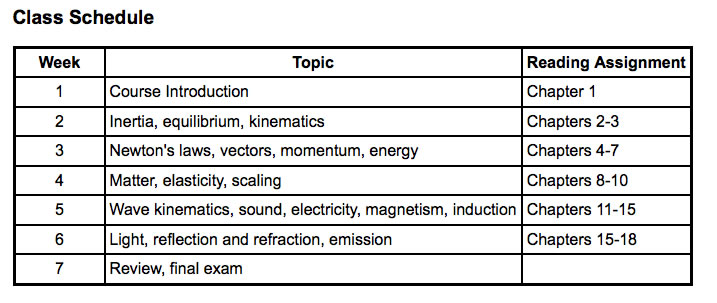 Class Schedule
Week Topic Reading Assignment
1 Course Introduction Chapter 1
2 Inertia, equilibrium, kinematics Chapters 2-3
3 Newton's laws, vectors, momentum, energy Chapters 4-7
4 Matter, elasticity, scaling Chapters 8-10
5 Wave kinematics, sound, electricity, magnetism, induction Chapters 11-15
6 Light, reflection and refraction, emission Chapters 15-18
7 Review, final exam